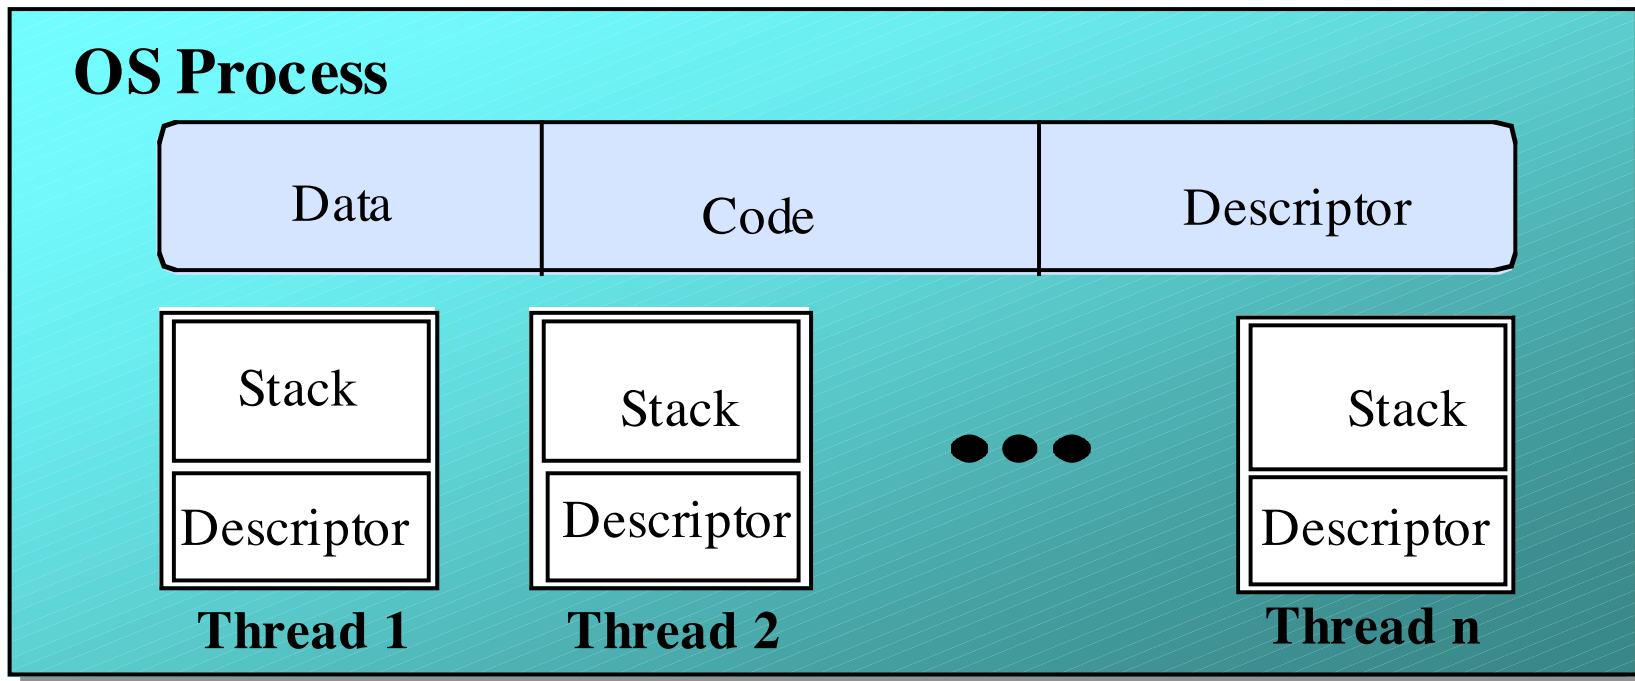 OS Process
Data Code Descriptor
Stack Stack Stack
Descriptor Descriptor Descriptor
Thread 1 Thread 2 Thread n